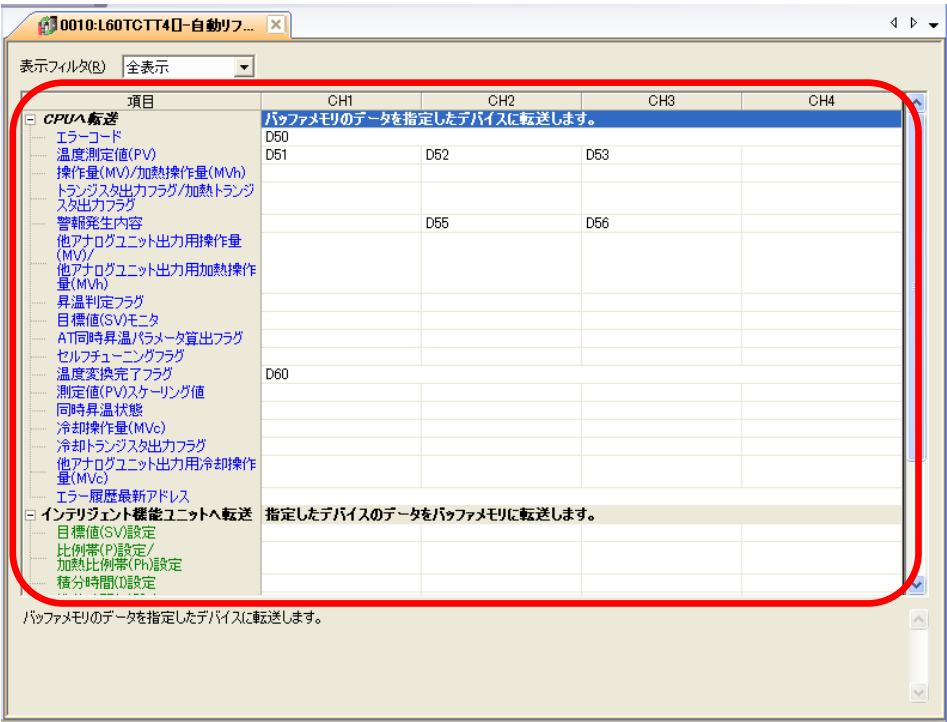 0010:L60TCTT4[]-自動リフ...
表示フィルタ(R) 全表示
項目 CH1 CH2 CH3 CH4
CPUへ転送 バッファメモリのデータを指定したデバイスに転送します。
エラーコード D50
温度測定値(PV) D51 D52 D53
操作量(MV)/加熱操作量(MVh)
トランジスタ出力フラグ/加熱トランジ
スタ出力フラグ
警報発生内容 D55 D56
他アナログユニット出力用操作量
(MV)/
他アナログユニット出力用加熱操作
量(MVh)
昇温判定フラグ
目標値(SV)モニタ
AT同時昇温パラメータ算出フラグ
セルフチューニングフラグ
温度変換完了フラグ D60
測定値(PV)スケーリング値
同時昇温状態
冷却操作量(MVc)
冷却トランジスタ出力フラグ
他アナログユニット出力用冷却操作
量(MVc)
エラー履歴最新アドレス
インテリジェント機能ユニットへ転送 指定したデバイスのデータをバッファメモリに転送します。
目標値(SV)設定
比例帯(P)設定/
加熱比例帯(Ph)設定
積分時間(I)設定
バッファメモリのデータを指定したデバイスに転送します。